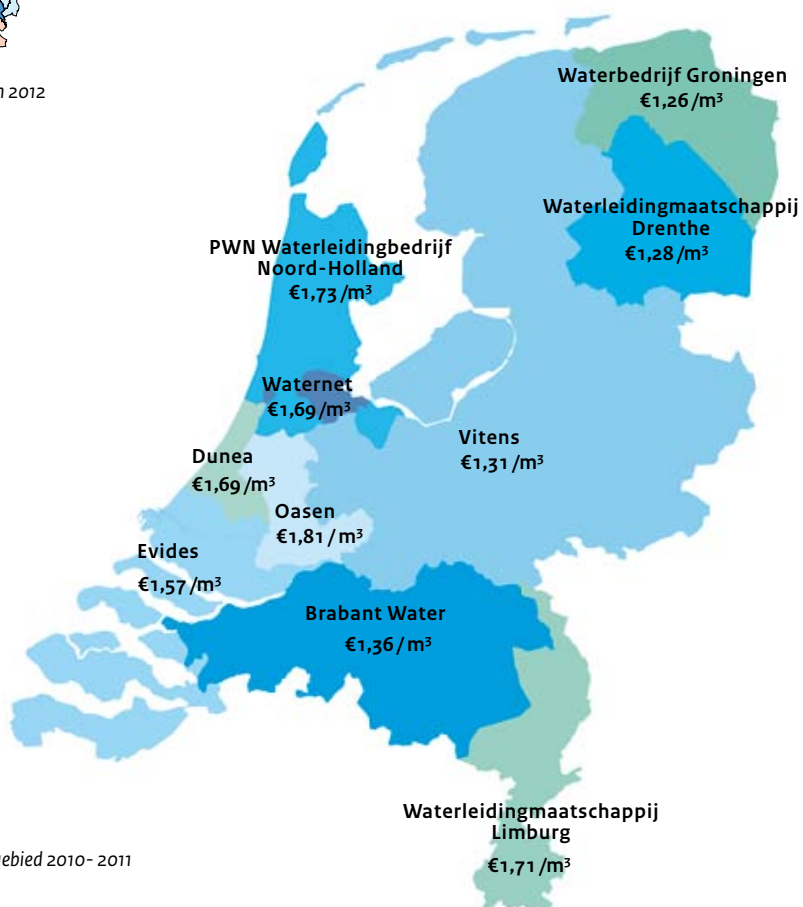 2012
Waterbedrijf Groningen
€1,26/m³
Waterleidingmaatschappij
Drenthe
€1,28/m³
PWN Waterleidingbedrijf
Noord-Holland
€1,73/m³
Waternet
€1,69/m³
Vitens
€1,31/m³
Dunea
€1,69/m³
Oasen
€1,81/m³
Evides
€1,57/m³
Brabant Water
€1,36/m³
Waterleidingmaatschappij
Limburg
€1,71/m³
ebied 2010-2011